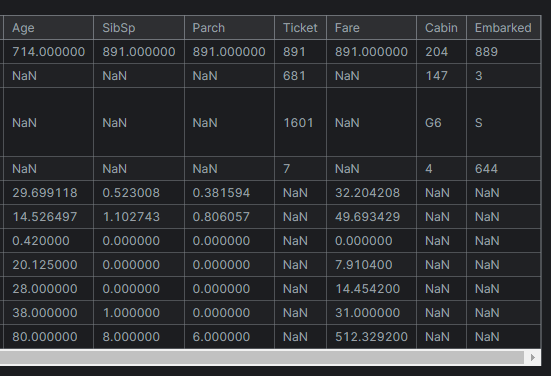 Age SibSp Parch Ticket Fare Cabin Embarked
714.000000 891.000000 891.000000 891 891.000000 204 889
NaN NaN NaN 681 NaN 147 3
NaN NaN NaN 1601 NaN G6 S
NaN NaN NaN 7 NaN 4 644
29.699118 0.523008 0.381594 NaN 32.204208 NaN NaN
14.526497 1.102743 0.806057 NaN 49.693429 NaN NaN
0.420000 0.000000 0.000000 NaN 0.000000 NaN NaN
20.125000 0.000000 0.000000 NaN 7.910400 NaN NaN
28.000000 0.000000 0.000000 NaN 14.454200 NaN NaN
38.000000 1.000000 0.000000 NaN 31.000000 NaN NaN
80.000000 8.000000 6.000000 NaN 512.329200 NaN NaN